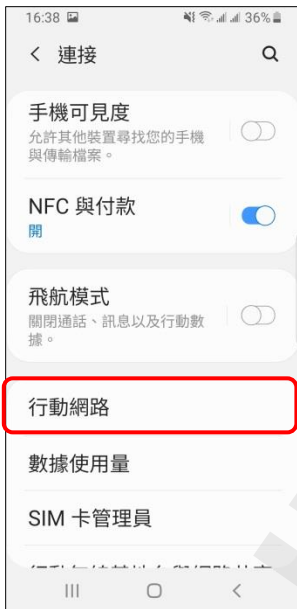 16:38 36%
連接
手機可見度
允許其他裝置尋找您的手機
與傳輸檔案。
NFC 與付款
開
飛航模式
關閉通話、訊息以及行動數
據。
行動網路
數據使用量
SIM 卡管理員